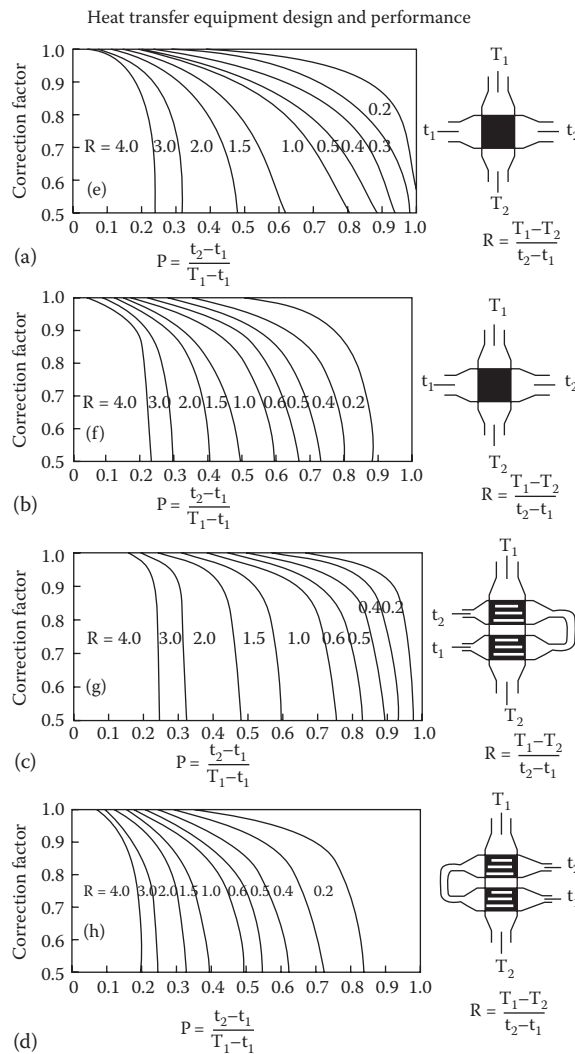 Heat transfer equipment design and performance
Correction factor
1.0
0.9
0.8
0.7
0.6
0.5
R = 4.0 3.0 2.0 1.5 1.0 0.5 0.4 0.3
0.2
(e)
0 0.1 0.2 0.3 0.4 0.5 0.6 0.7 0.8 0.9 1.0
(a)
P = t2–t1 / T1–t1
T1
t1
t2
T2
R = T1–T2 / t2–t1
Correction factor
1.0
0.9
0.8
0.7
0.6
0.5
R = 4.0 3.0 2.0 1.5 1.0 0.6 0.5 0.4 0.2
(f)
0 0.1 0.2 0.3 0.4 0.5 0.6 0.7 0.8 0.9 1.0
(b)
P = t2–t1 / T1–t1
T1
t1
t2
T2
R = T1–T2 / t2–t1
Correction factor
1.0
0.9
0.8
0.7
0.6
0.5
0.4 0.2
R = 4.0 3.0 2.0 1.5 1.0 0.6 0.5
(g)
0 0.1 0.2 0.3 0.4 0.5 0.6 0.7 0.8 0.9 1.0
(c)
P = t2–t1 / T1–t1
T1
t2
t1
T2
R = T1–T2 / t2–t1
Correction factor
1.0
0.9
0.8
0.7
0.6
0.5
R = 4.0 3.0 2.0 1.5 1.0 0.6 0.5 0.4 0.2
(h)
0 0.1 0.2 0.3 0.4 0.5 0.6 0.7 0.8 0.9 1.0
(d)
P = t2–t1 / T1–t1
T1
t2
t1
T2
R = T1–T2 / t2–t1